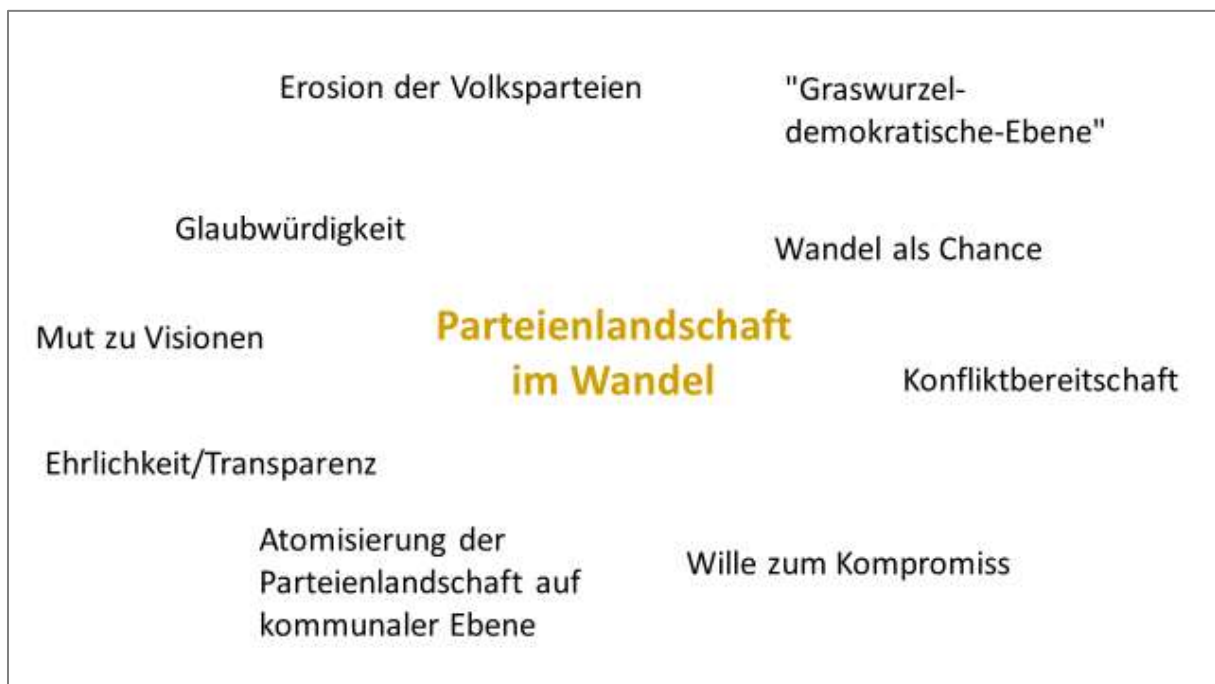 Erosion der Volksparteien
"Graswurzel-
demokratische-Ebene"
Glaubwürdigkeit
Wandel als Chance
Mut zu Visionen
Parteienlandschaft
im Wandel
Konfliktbereitschaft
Ehrlichkeit/Transparenz
Atomisierung der
Parteienlandschaft auf
kommunaler Ebene
Wille zum Kompromiss